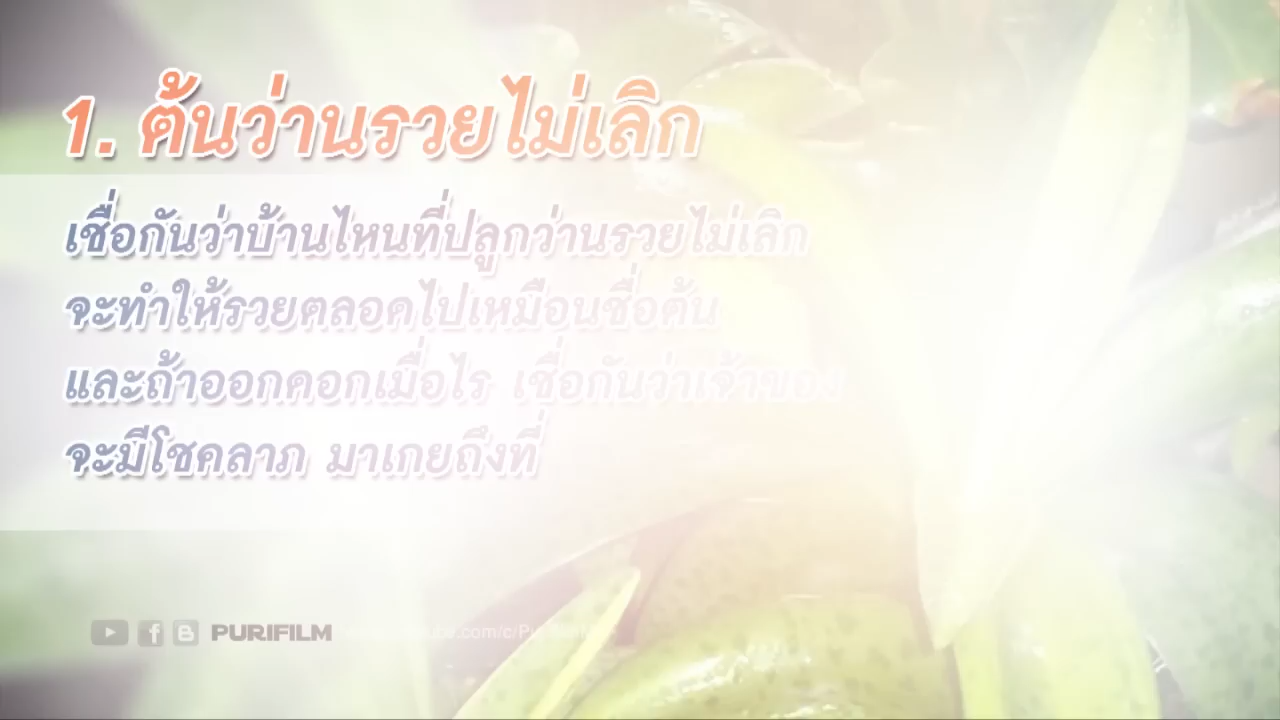 1. ต้นว่านรวยไม่เลิก
เชื่อกันว่าบ้านไหนที่ปลูกว่านรวยไม่เลิก
จะทำให้รวยตลอดไปเหมือนชื่อต้น
และถ้าออกดอกเมื่อไร เชื่อกันว่าเจ้าของ
จะมีโชคลาภ มาเกยถึงที่
PURIFILM